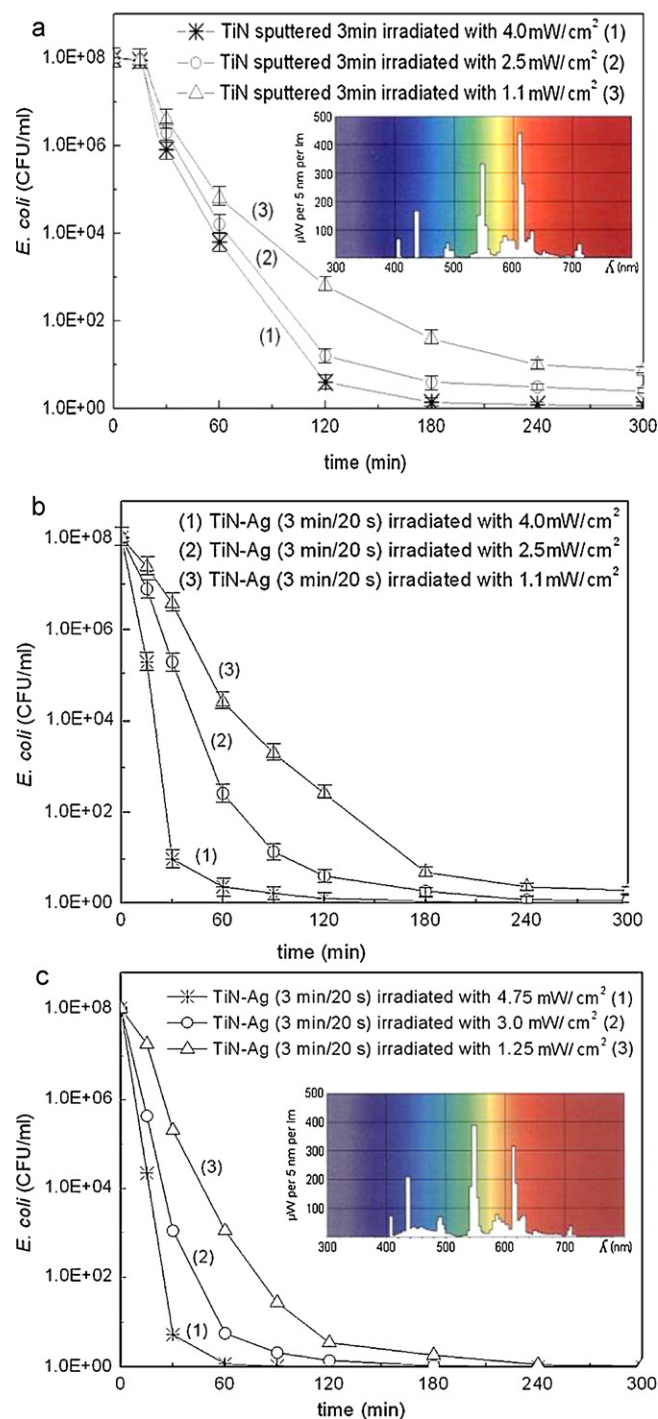 a
TiN sputtered 3min irradiated with 4.0mW/cm² (1)
TiN sputtered 3min irradiated with 2.5mW/cm² (2)
TiN sputtered 3min irradiated with 1.1mW/cm² (3)
1.0E+08
1.0E+06
1.0E+04
1.0E+02
1.0E+00
E. coli (CFU/ml)
µW per 5 nm per lm
500
400
300
200
100
300 400 500 600 700 λ (nm)
(3)
(2)
(1)
0 60 120 180 240 300
time (min)
b
(1) TiN-Ag (3 min/20 s) irradiated with 4.0mW/cm²
(2) TiN-Ag (3 min/20 s) irradiated with 2.5mW/cm²
(3) TiN-Ag (3 min/20 s) irradiated with 1.1mW/cm²
1.0E+08
1.0E+06
1.0E+04
1.0E+02
1.0E+00
E. coli (CFU/ml)
(3)
(2)
(1)
0 60 120 180 240 300
time (min)
c
TiN-Ag (3 min/20 s) irradiated with 4.75 mW/cm² (1)
TiN-Ag (3 min/20 s) irradiated with 3.0 mW/cm² (2)
TiN-Ag (3 min/20 s) irradiated with 1.25 mW/cm² (3)
1.0E+08
1.0E+06
1.0E+04
1.0E+02
1.0E+00
E. coli (CFU/ml)
µW per 5 nm per lm
500
400
300
200
100
300 400 500 600 700 λ (nm)
(3)
(2)
(1)
0 60 120 180 240 300
time (min)